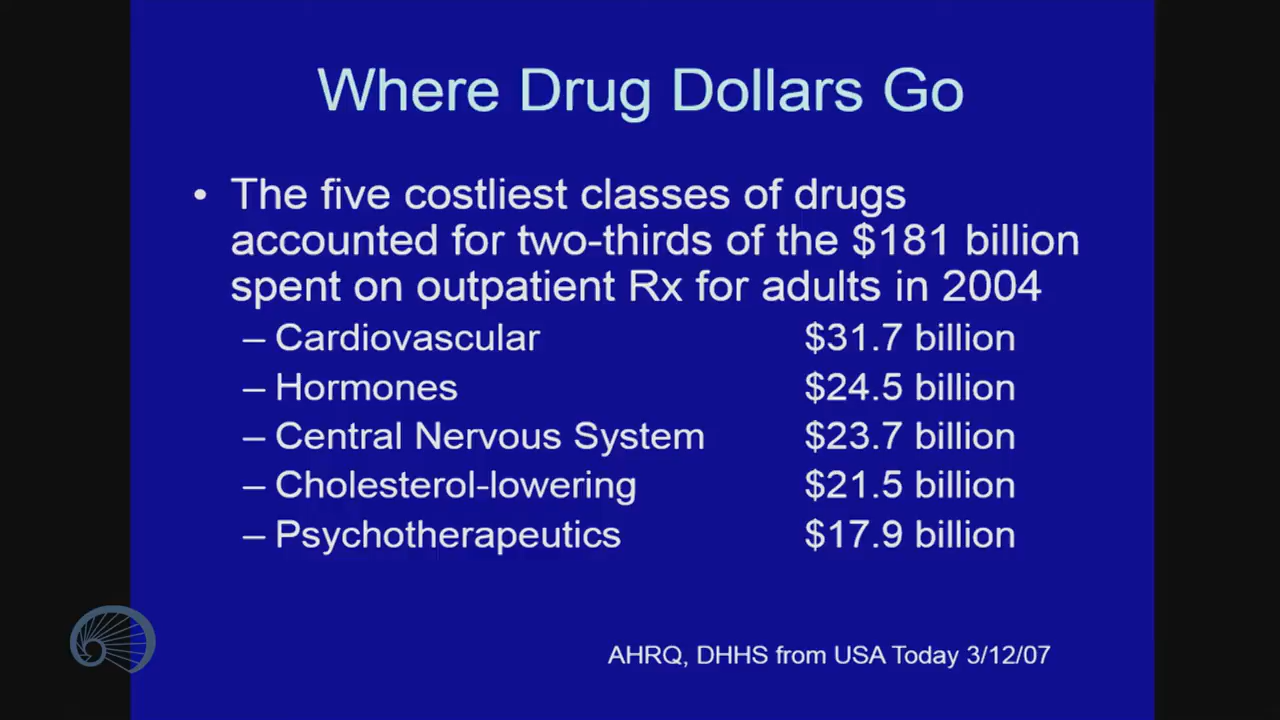 Where Drug Dollars Go
• The five costliest classes of drugs
accounted for two-thirds of the $181 billion
spent on outpatient Rx for adults in 2004
– Cardiovascular $31.7 billion
– Hormones $24.5 billion
– Central Nervous System $23.7 billion
– Cholesterol-lowering $21.5 billion
– Psychotherapeutics $17.9 billion
AHRQ, DHHS from USA Today 3/12/07